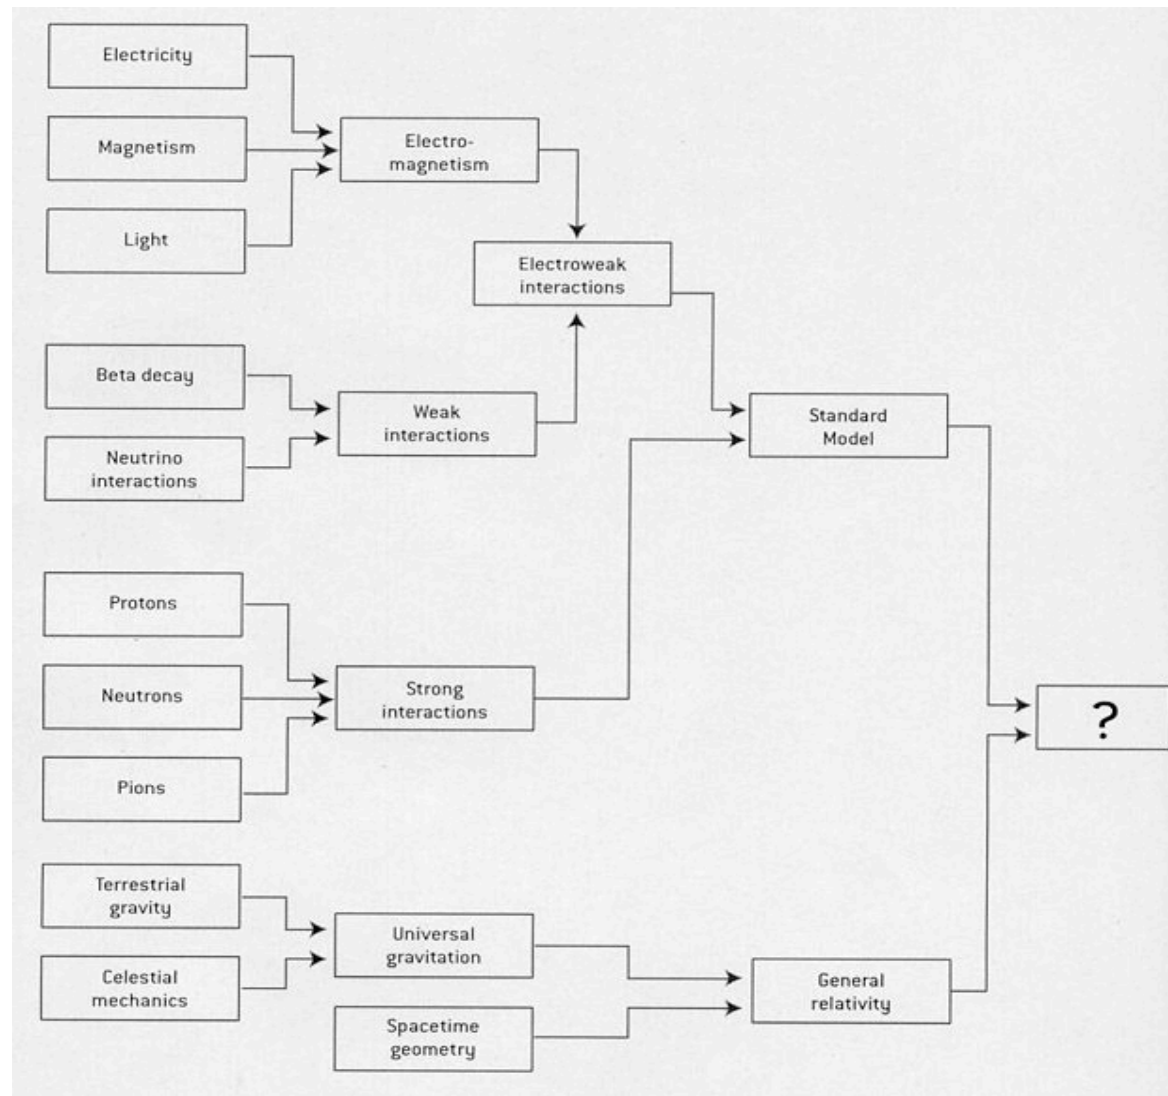 Electricity
Magnetism
Electro-
magnetism
Light
Electroweak
interactions
Beta decay
Weak
interactions
Neutrino
interactions
Standard
Model
Protons
Neutrons
Strong
interactions
?
Pions
Terrestrial
gravity
Universal
gravitation
Celestial
mechanics
General
relativity
Spacetime
geometry